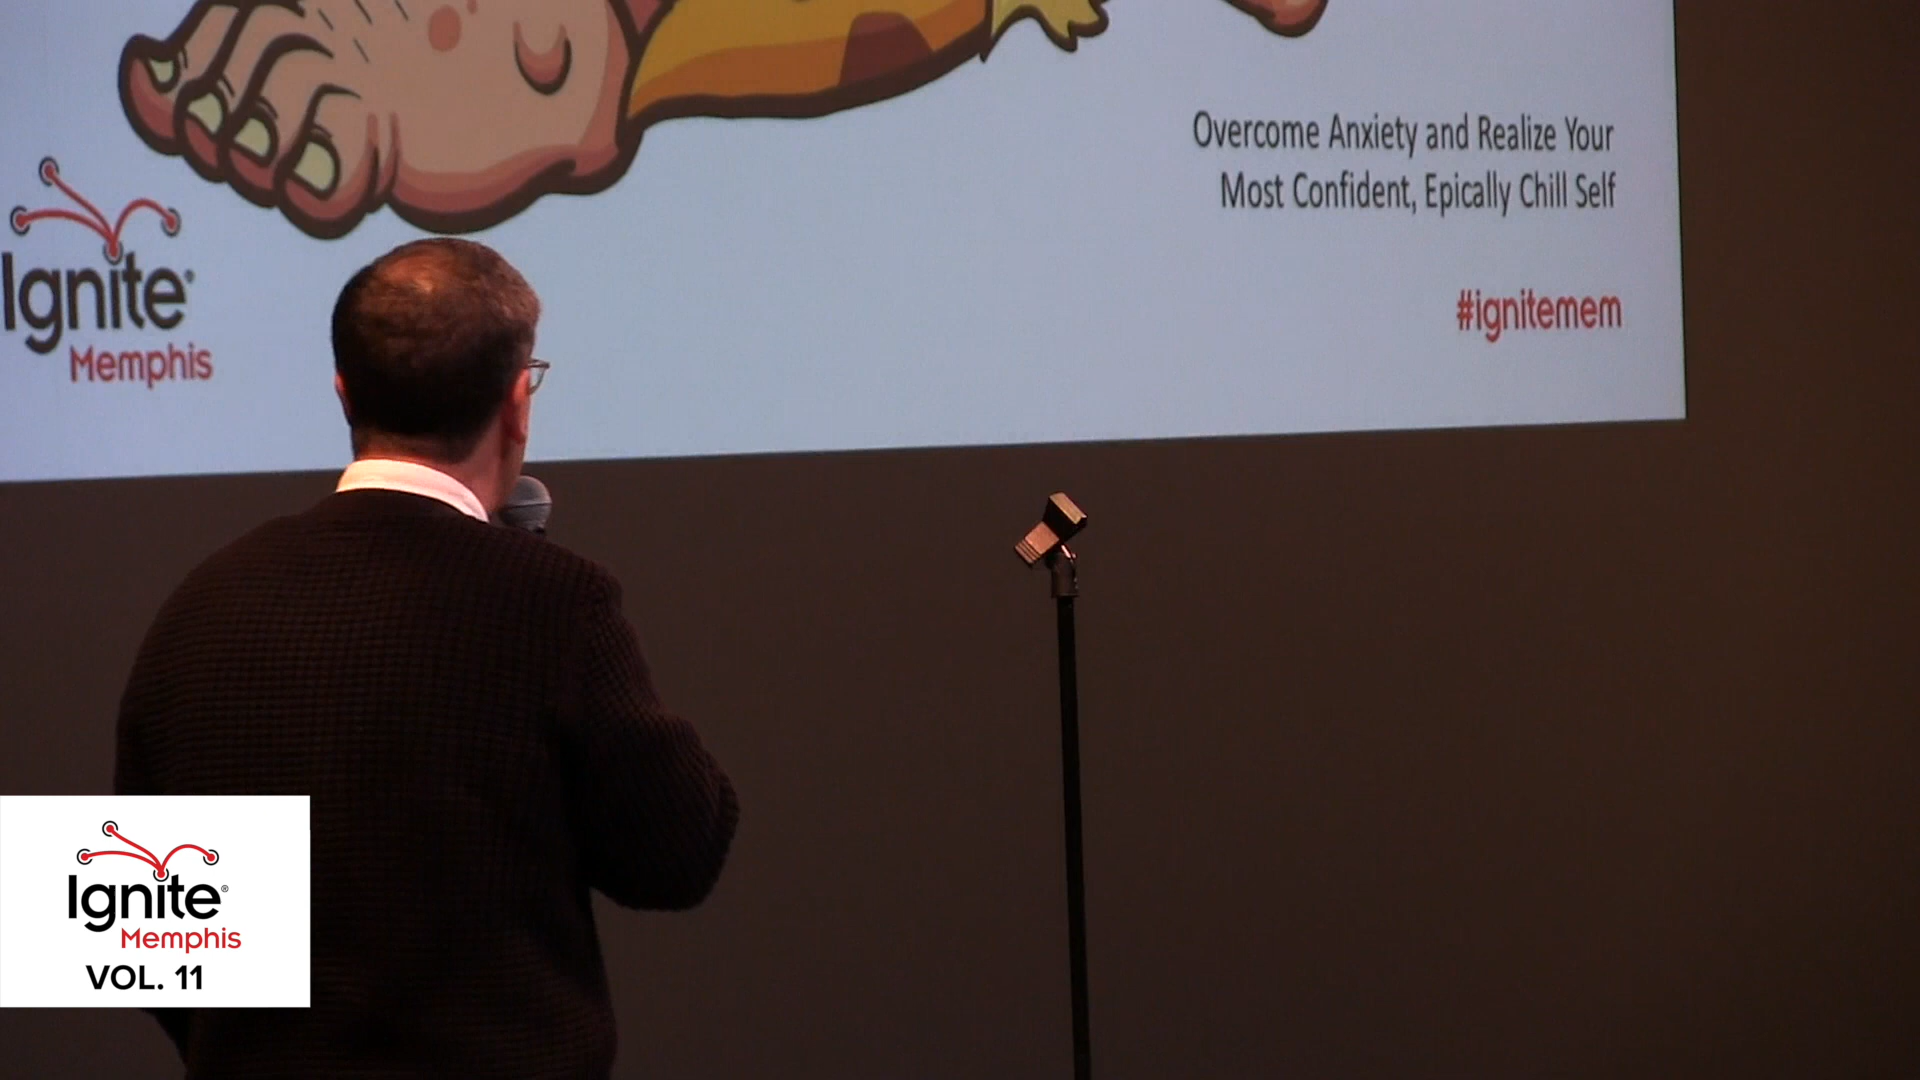 Overcome Anxiety and Realize Your
Most Confident, Epically Chill Self
#ignitemem
Ignite
Memphis
Ignite®
Memphis
VOL. 11